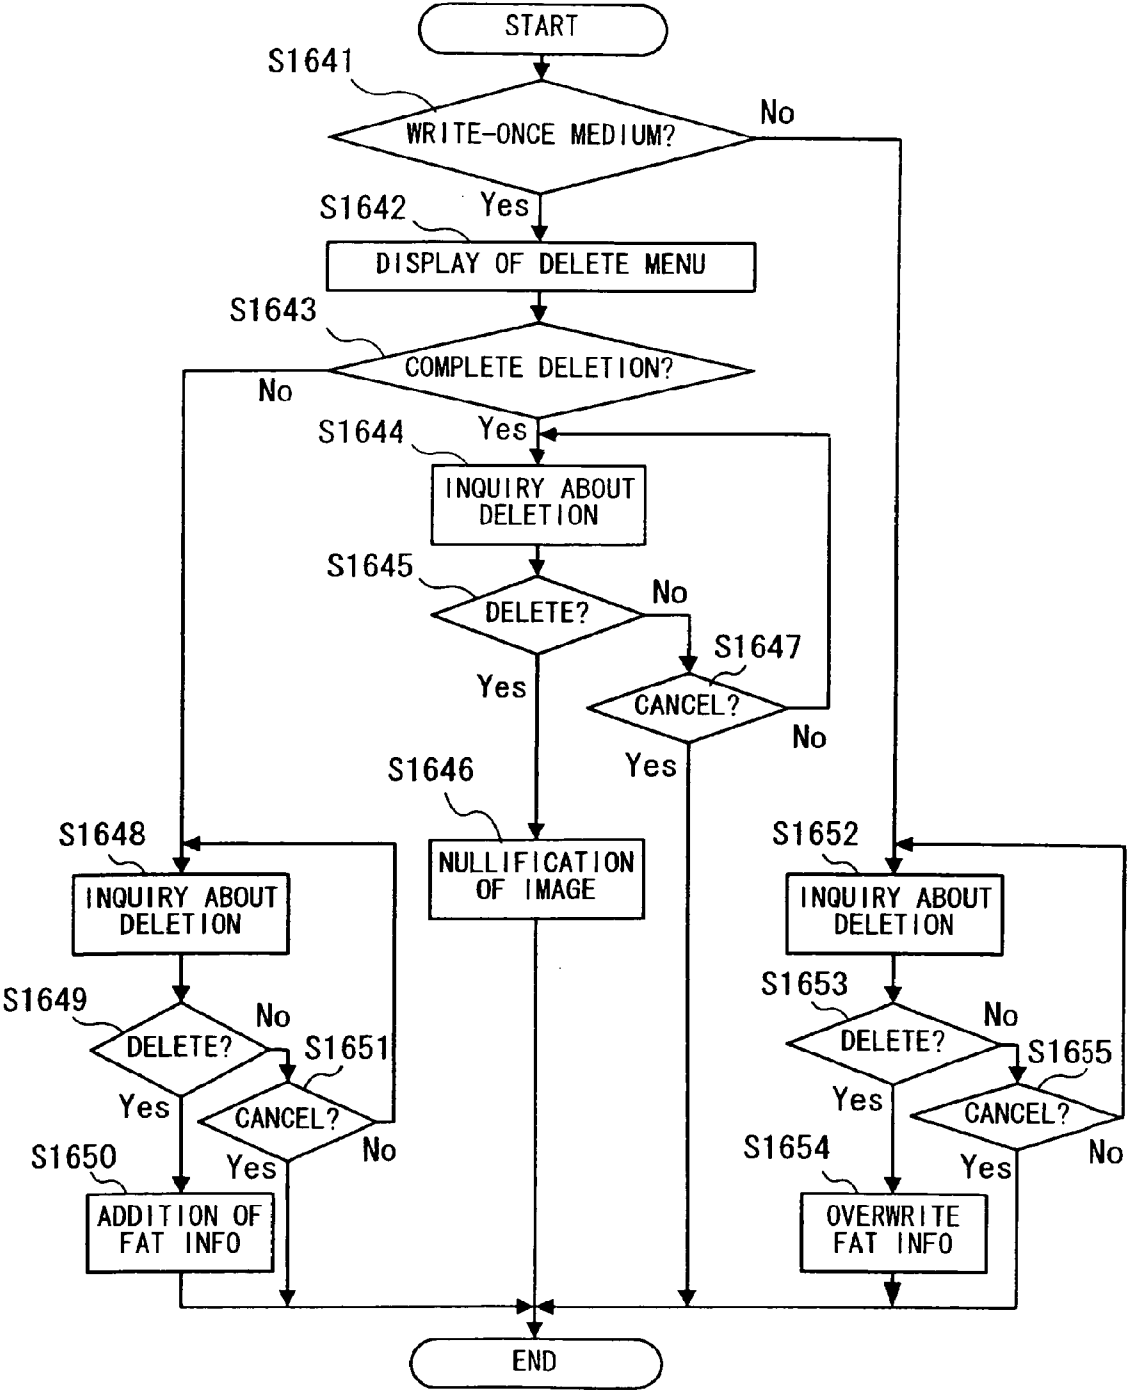 START
S1641
No
WRITE-ONCE MEDIUM?
Yes
S1642
DISPLAY OF DELETE MENU
S1643
COMPLETE DELETION?
No
Yes
S1644
INQUIRY ABOUT
DELETION
S1645
No
DELETE?
S1647
Yes
CANCEL?
No
Yes
S1646
NULLIFICATION
OF IMAGE
S1648
INQUIRY ABOUT
DELETION
S1649
No
DELETE?
S1651
Yes
CANCEL?
No
Yes
S1650
ADDITION OF
FAT INFO
S1652
INQUIRY ABOUT
DELETION
S1653
No
DELETE?
S1655
Yes
CANCEL?
No
Yes
S1654
OVERWRITE
FAT INFO
END